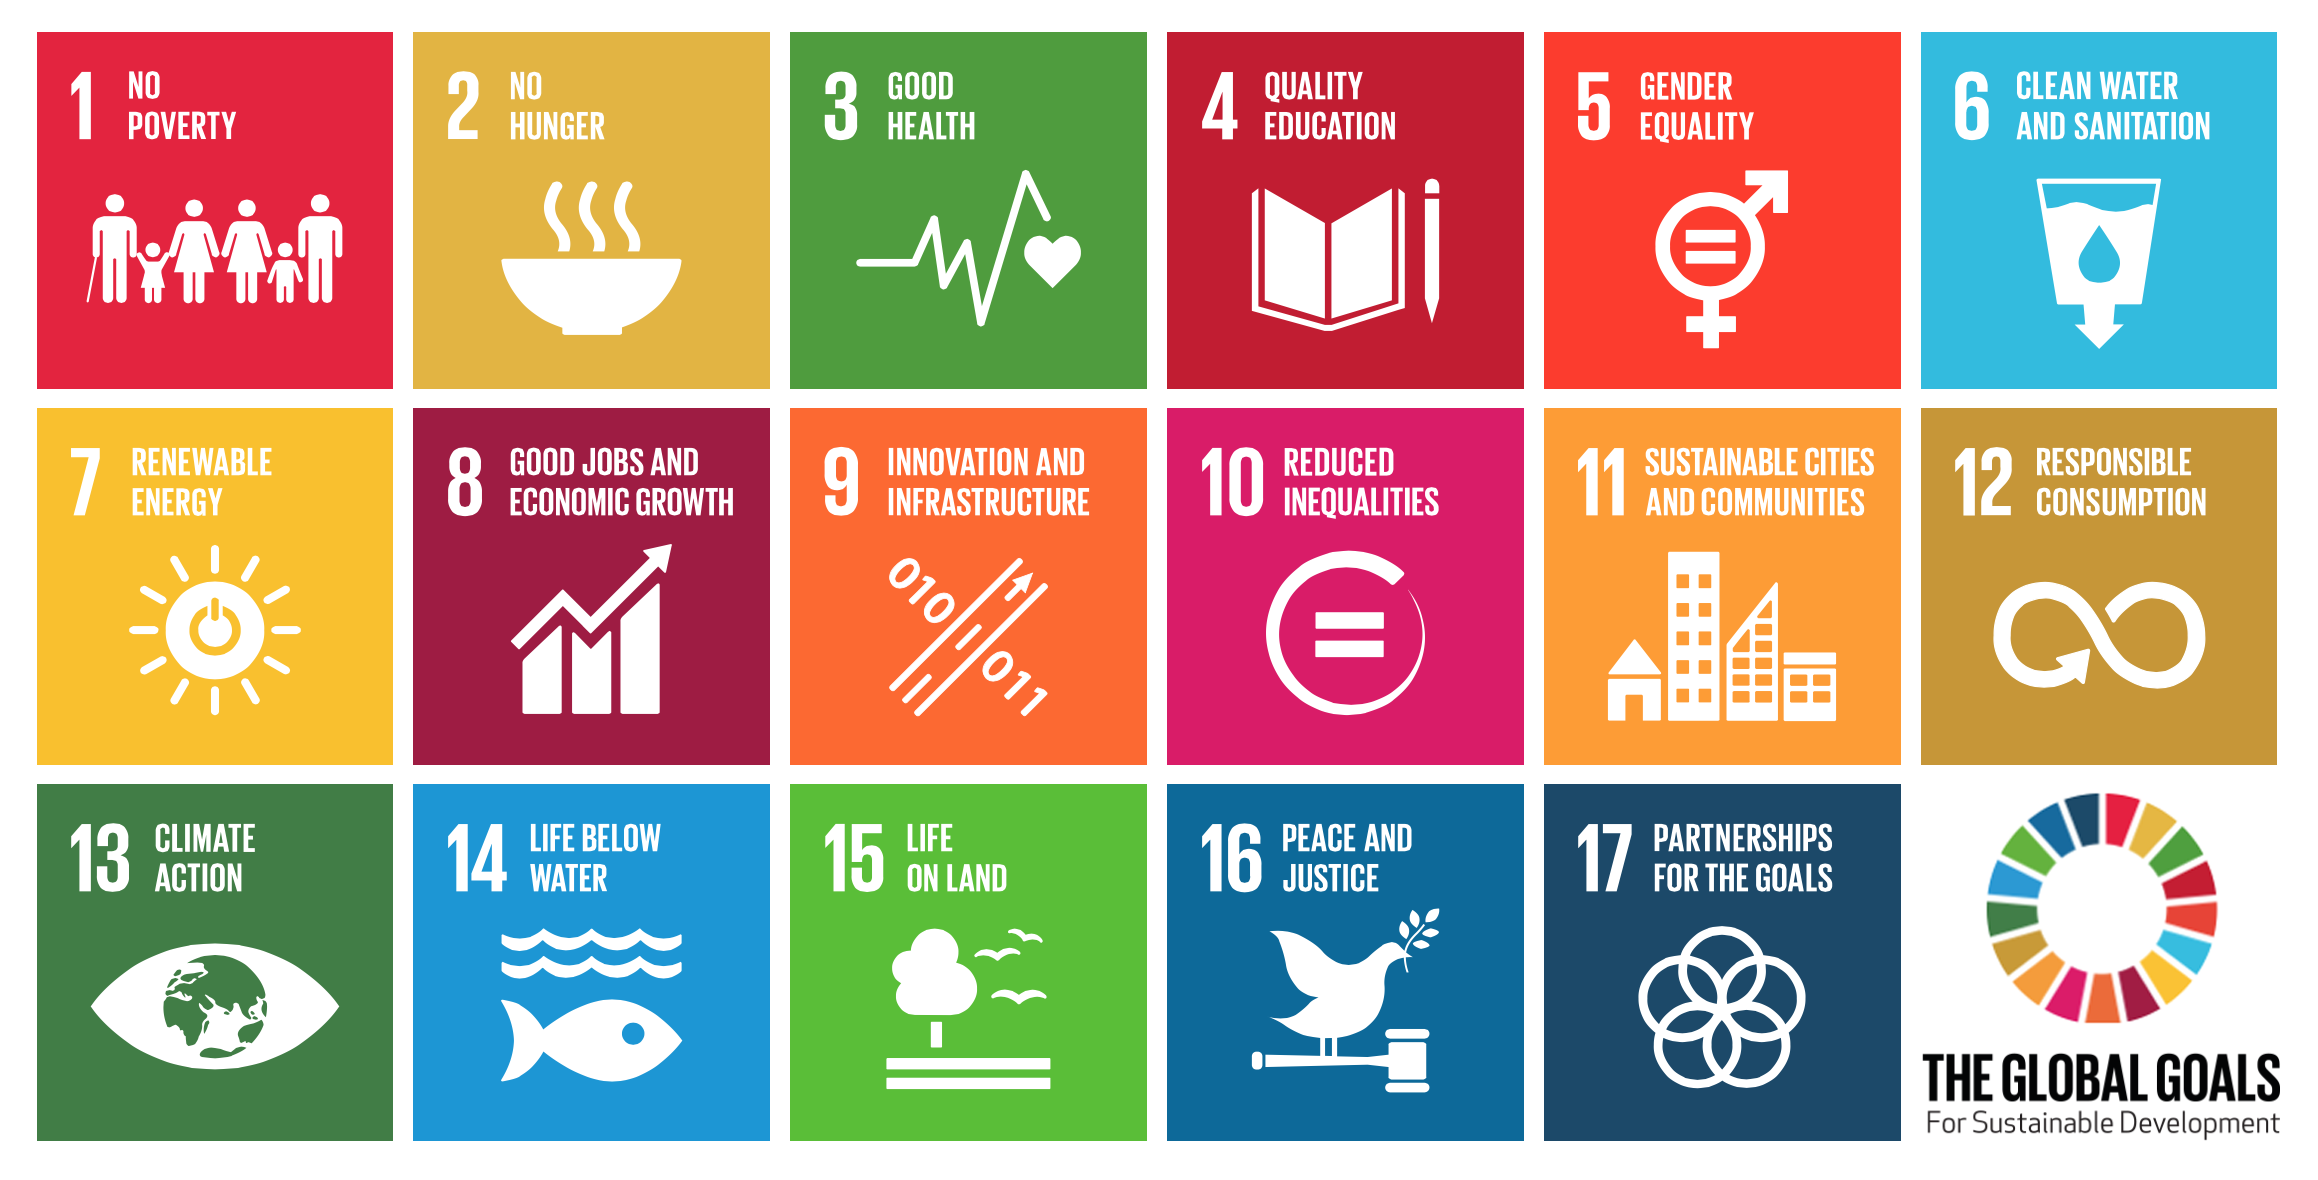 1
NO
POVERTY
2
NO
HUNGER
3
GOOD
HEALTH
4
QUALITY
EDUCATION
5
GENDER
EQUALITY
6
CLEAN WATER
AND SANITATION
7
RENEWABLE
ENERGY
8
GOOD JOBS AND
ECONOMIC GROWTH
9
INNOVATION AND
INFRASTRUCTURE
010
011
10
REDUCED
INEQUALITIES
11
SUSTAINABLE CITIES
AND COMMUNITIES
12
RESPONSIBLE
CONSUMPTION
13
CLIMATE
ACTION
14
LIFE BELOW
WATER
15
LIFE
ON LAND
16
PEACE AND
JUSTICE
17
PARTNERSHIPS
FOR THE GOALS
THE GLOBAL GOALS
For Sustainable Development